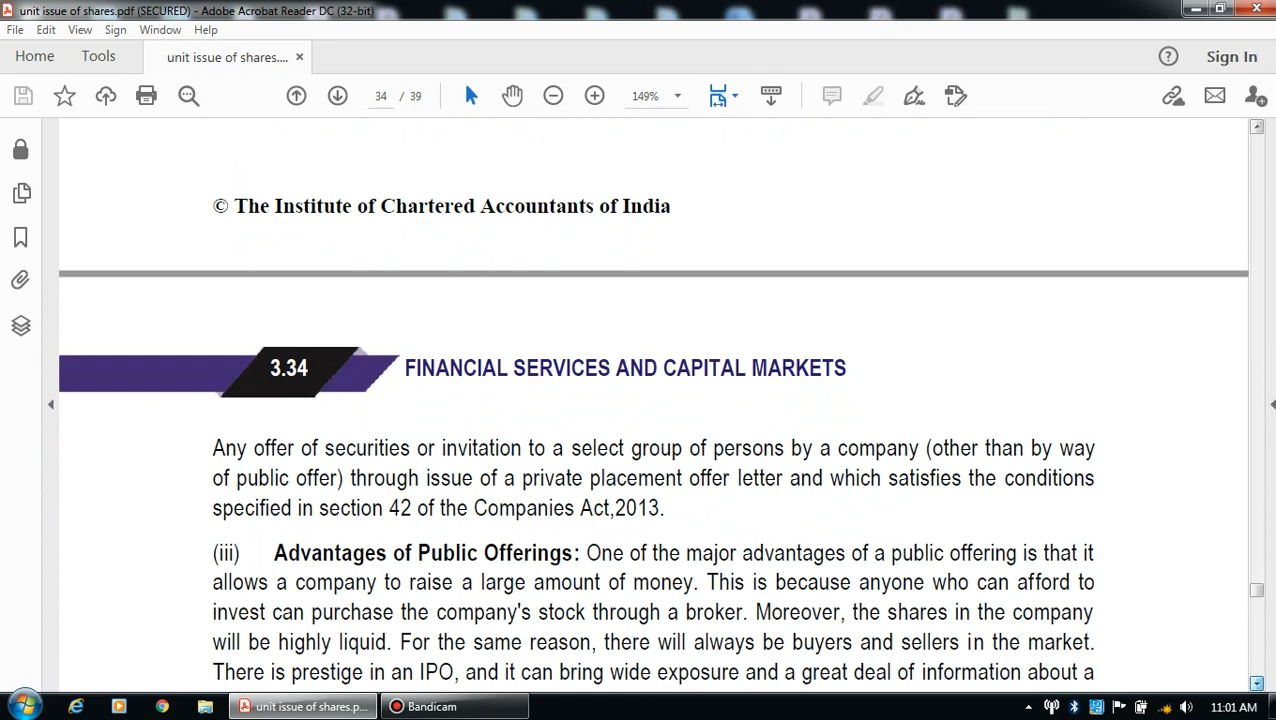 unit issue of shares.pdf (SECURED) - Adobe Acrobat Reader DC (32-bit)
File Edit View Sign Window Help
Home Tools unit issue of shares.... × ? Sign In
34 / 39 149%
© The Institute of Chartered Accountants of India
3.34 FINANCIAL SERVICES AND CAPITAL MARKETS
Any offer of securities or invitation to a select group of persons by a company (other than by way
of public offer) through issue of a private placement offer letter and which satisfies the conditions
specified in section 42 of the Companies Act,2013.
(iii) Advantages of Public Offerings: One of the major advantages of a public offering is that it
allows a company to raise a large amount of money. This is because anyone who can afford to
invest can purchase the company's stock through a broker. Moreover, the shares in the company
will be highly liquid. For the same reason, there will always be buyers and sellers in the market.
There is prestige in an IPO, and it can bring wide exposure and a great deal of information about a
unit issue of shares.p... Bandicam 11:01 AM